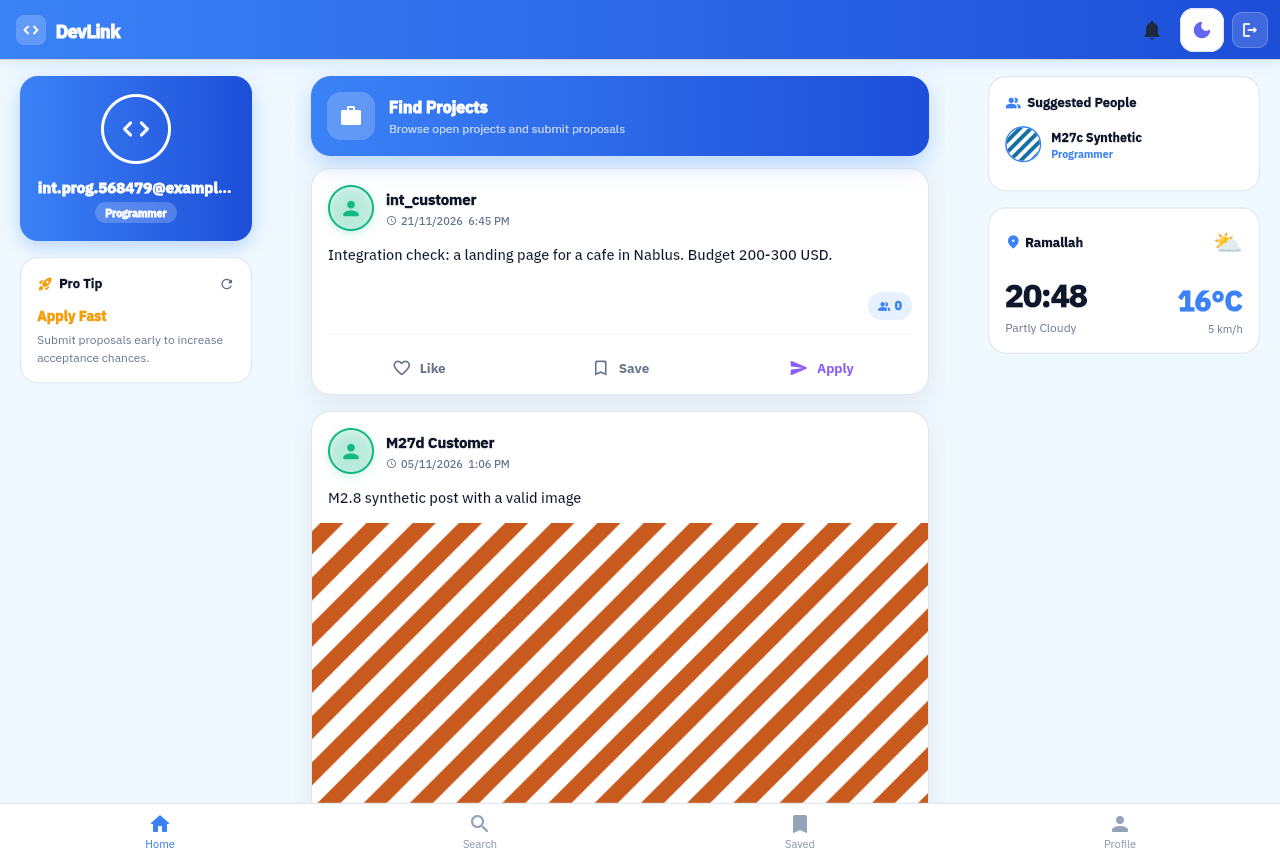 DevLink
int.prog.568479@exampl...
Programmer
Pro Tip
Apply Fast
Submit proposals early to increase
acceptance chances.
Find Projects
Browse open projects and submit proposals
int_customer
21/11/2026 6:45 PM
Integration check: a landing page for a cafe in Nablus. Budget 200-300 USD.
0
Like
Save
Apply
M27d Customer
05/11/2026 1:06 PM
M2.8 synthetic post with a valid image
Suggested People
M27c Synthetic
Programmer
Ramallah
20:48
16°C
Partly Cloudy
5 km/h
Home
Search
Saved
Profile